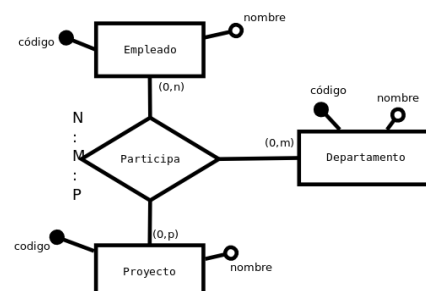 nombre
código
Empleado
(0,n)
código
nombre
N
:
M
:
P
Participa
(0,m)
Departamento
(0,p)
codigo
nombre
Proyecto